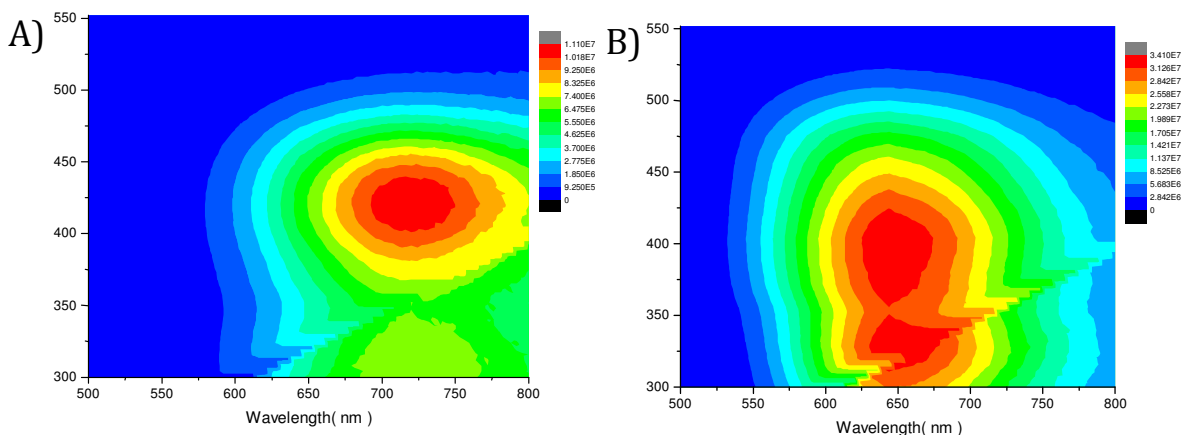 A)
550
500
450
400
350
300
500
550
600
650
700
750
800
Wavelength( nm )
1.110E7
1.018E7
9.250E6
8.325E6
7.400E6
6.475E6
5.550E6
4.625E6
3.700E6
2.775E6
1.850E6
9.250E5
0
B)
550
500
450
400
350
300
500
550
600
650
700
750
800
Wavelength( nm )
3.410E7
3.126E7
2.842E7
2.558E7
2.273E7
1.989E7
1.705E7
1.421E7
1.137E7
8.525E6
5.683E6
2.842E6
0